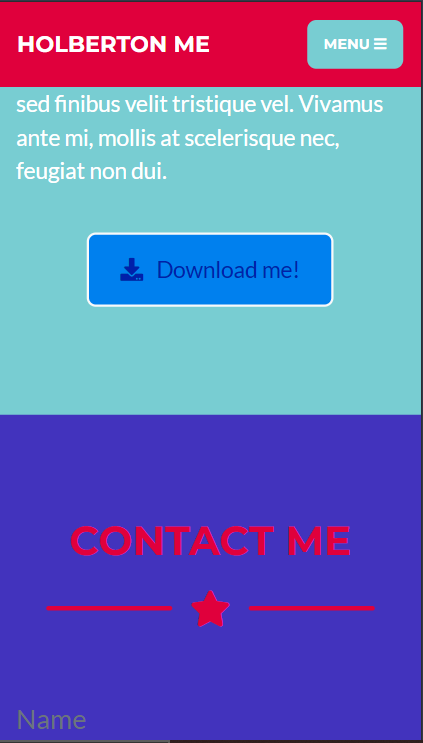 HOLBERTON ME
MENU
sed finibus velit tristique vel. Vivamus
ante mi, mollis at scelerisque nec,
feugiat non dui.
Download me!
CONTACT ME
Name